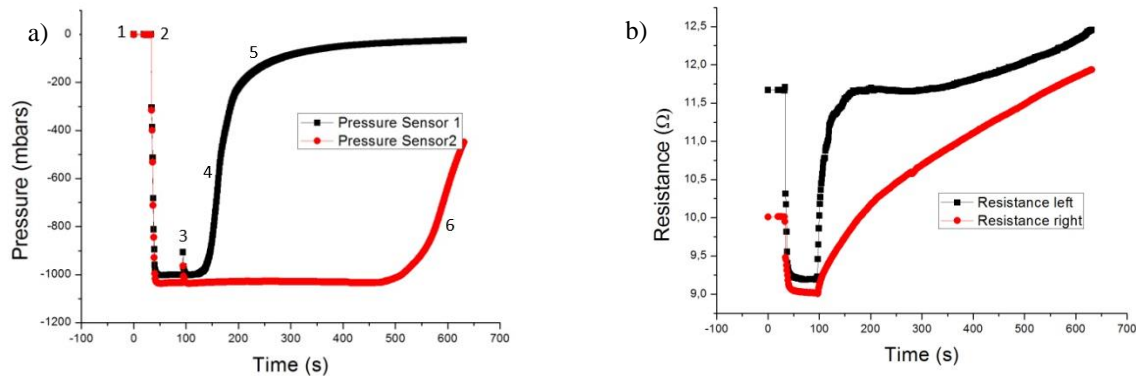 a)
Pressure (mbars)
0
-200
-400
-600
-800
-1000
-1200
1
2
3
4
5
6
Pressure Sensor 1
Pressure Sensor2
-100 0 100 200 300 400 500 600 700
Time (s)
b)
Resistance (Ω)
12,5
12,0
11,5
11,0
10,5
10,0
9,5
9,0
Resistance left
Resistance right
-100 0 100 200 300 400 500 600 700
Time (s)